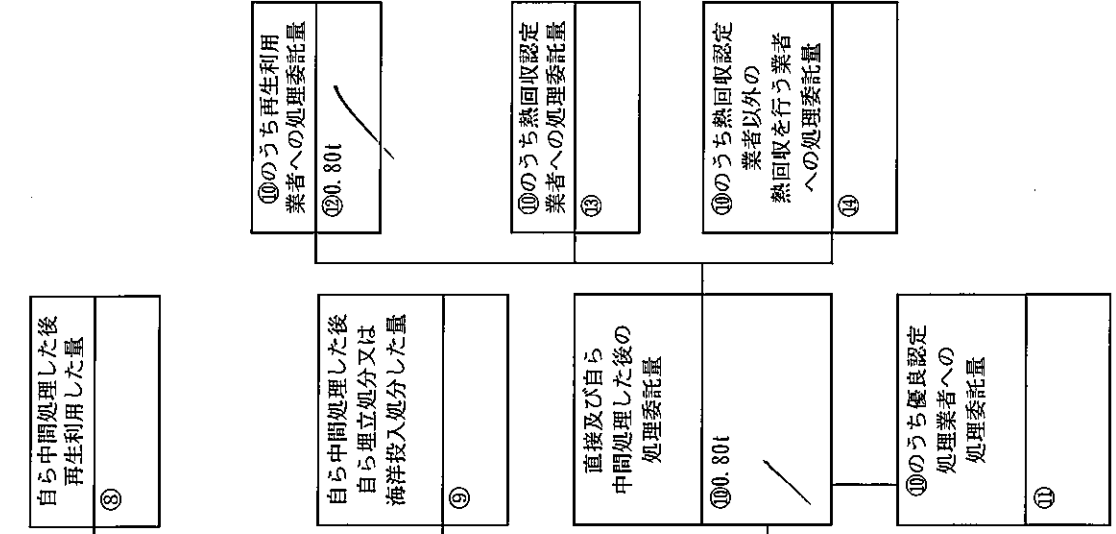 自ら中間処理した後
再生利用した量
⑧
自ら中間処理した後
自ら埋立処分又は
海洋投入処分した量
⑨
直接及び自ら
中間処理した後の
処理委託量
⑩0.80t
⑩のうち優良認定
処理業者への
処理委託量
⑪
⑩のうち再生利用
業者への処理委託量
⑫0.80t
⑩のうち熱回収認定
業者への処理委託量
⑬
⑩のうち熱回収認定
業者以外の
熱回収を行う業者
への処理委託量
⑭